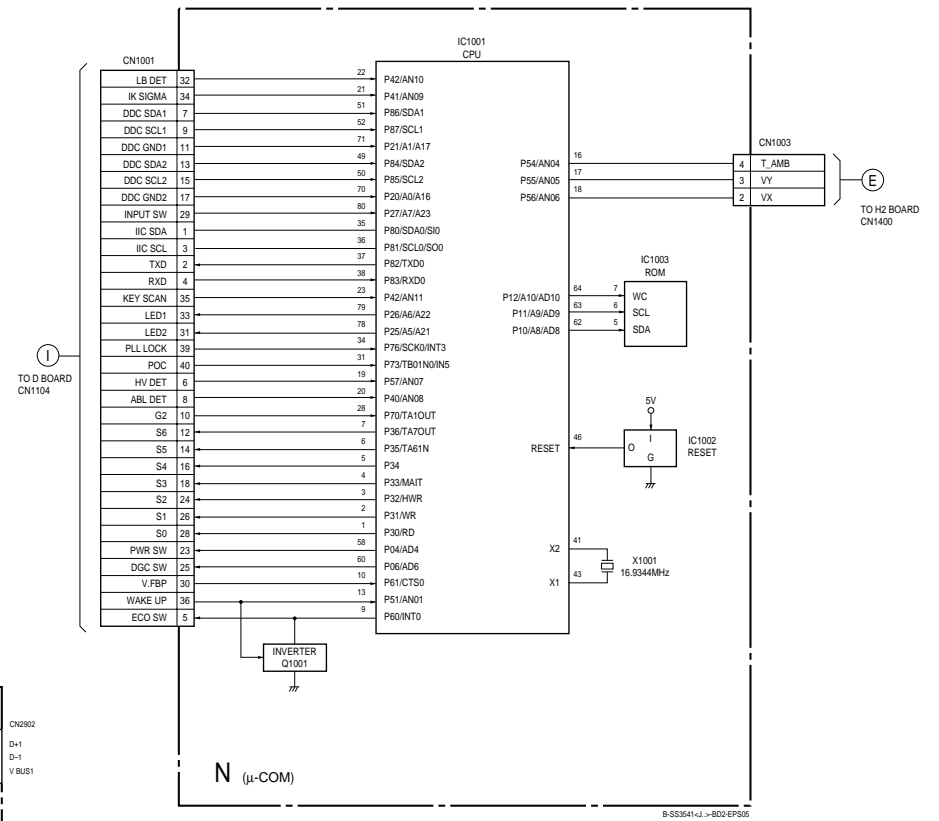 IC1001
CPU
CN1001
LB DET 32 22 P42/AN10
IK SIGMA 34 21 P41/AN09
DDC SDA1 7 51 P86/SDA1
DDC SCL1 9 52 P87/SCL1
DDC GND1 11 71 P21/A1/A17
DDC SDA2 13 49 P84/SDA2
DDC SCL2 15 50 P85/SCL2
DDC GND2 17 70 P20/A0/A16
INPUT SW 29 80 P27/A7/A23
IIC SDA 1 35 P80/SDA0/SI0
IIC SCL 3 36 P81/SCL0/SO0
TXD 2 37 P82/TXD0
RXD 4 38 P83/RXD0
KEY SCAN 35 23 P42/AN11
LED1 33 79 P26/A6/A22
LED2 31 78 P25/A5/A21
PLL LOCK 39 34 P76/SCK0/INT3
POC 40 31 P73/TB01N0/IN5
HV DET 6 19 P57/AN07
ABL DET 8 20 P40/AN08
G2 10 28 P70/TA1OUT
S6 12 7 P36/TA7OUT
S5 14 6 P35/TA61N
S4 16 5 P34
S3 18 4 P33/MAIT
S2 24 3 P32/HWR
S1 26 2 P31/WR
S0 28 1 P30/RD
PWR SW 23 58 P04/AD4
DGC SW 25 60 P06/AD6
V.FBP 30 10 P61/CTS0
WAKE UP 36 13 P51/AN01
ECO SW 5 9 P60/INT0
I
TO D BOARD
CN1104
INVERTER
Q1001
CN1003
P54/AN04 16 4 T_AMB
P55/AN05 17 3 VY
P56/AN06 18 2 VX
E
TO H2 BOARD
CN1400
IC1003
ROM
P12/A10/AD10 64 7 WC
P11/A9/AD9 63 6 SCL
P10/A8/AD8 62 5 SDA
5V
RESET 46 O I G
IC1002
RESET
X2 41
X1 43
X1001
16.9344MHz
CN2902
D+1
D–1
V BUS1
N (µ-COM)
B-SS3541<J..>-BD2-EPS05